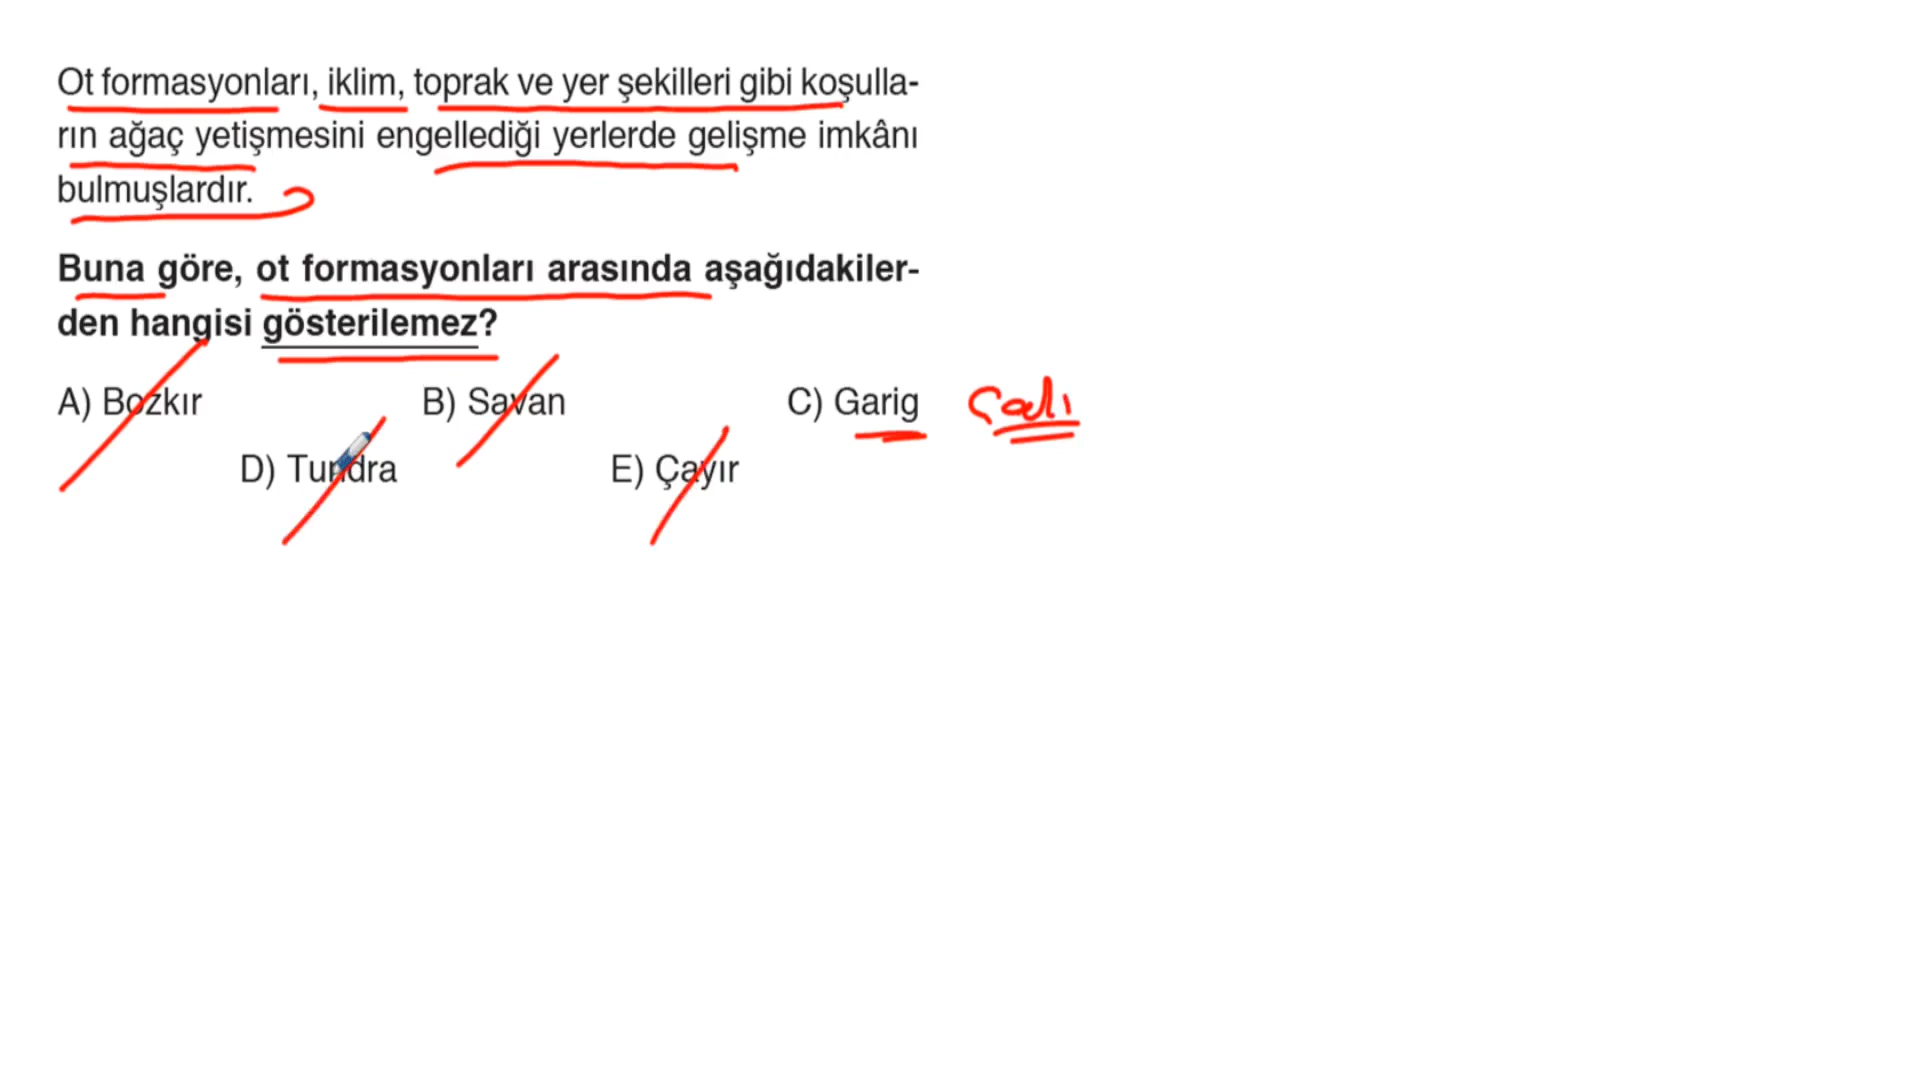 Ot formasyonları, iklim, toprak ve yer şekilleri gibi koşulla-
rın ağaç yetişmesini engellediği yerlerde gelişme imkânı
bulmuşlardır.
Buna göre, ot formasyonları arasında aşağıdakiler-
den hangisi gösterilemez?
A) Bozkır B) Savan C) Garig çalı
D) Tundra E) Çayır